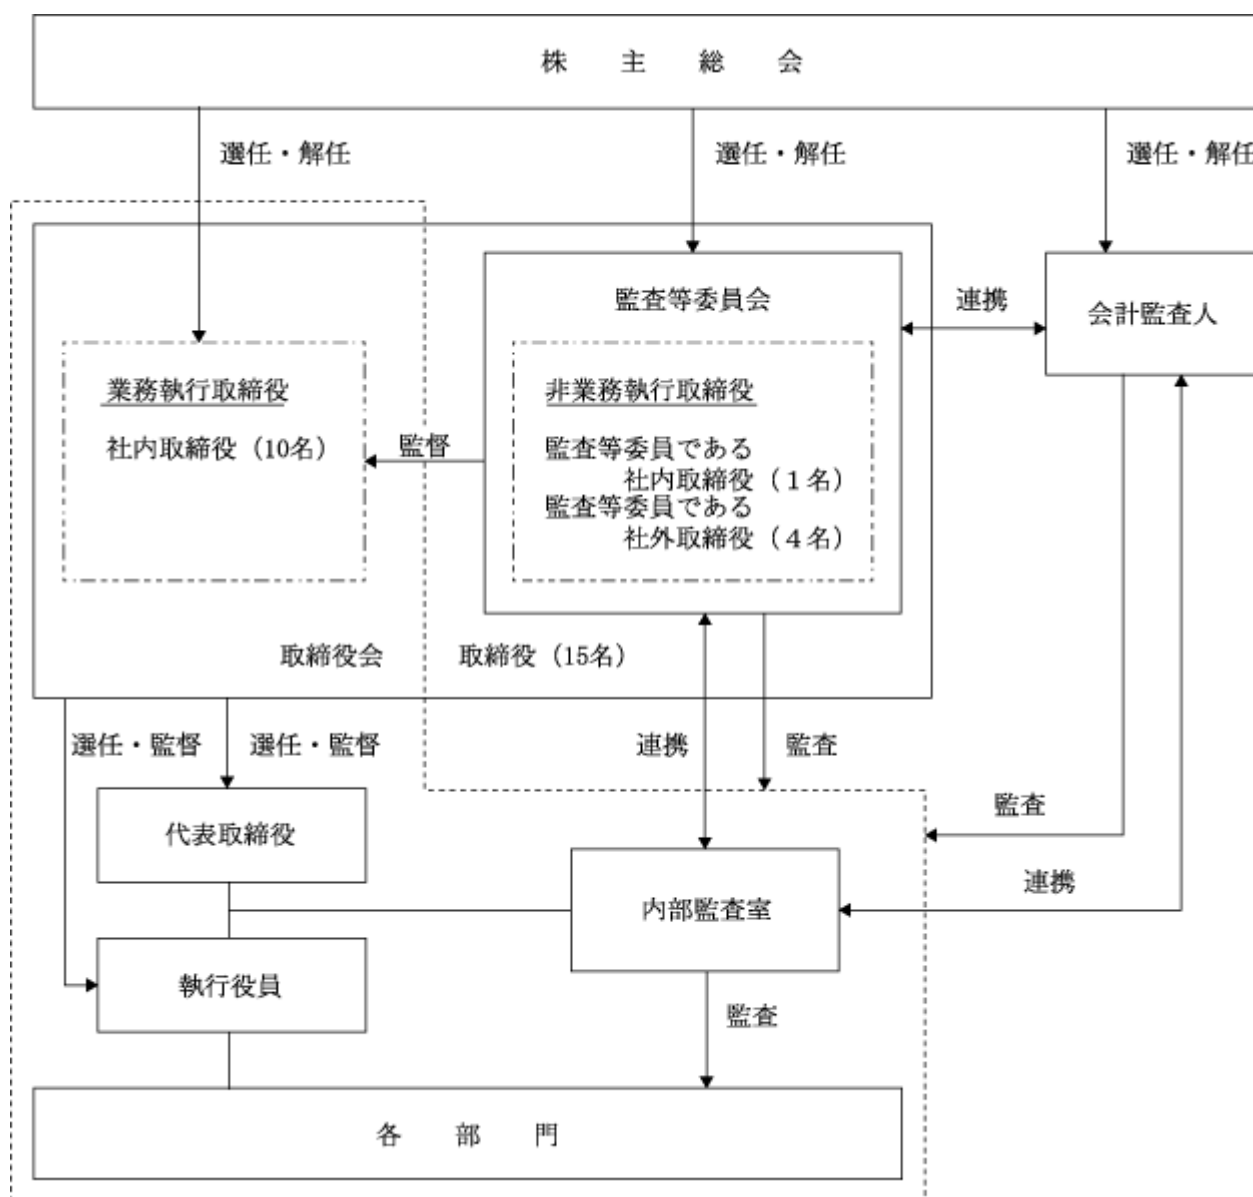 株　主　総　会
選任・解任
選任・解任
選任・解任
監査等委員会
連携
会計監査人
業務執行取締役
社内取締役（10名）
監督
非業務執行取締役
監査等委員である
社内取締役（１名）
監査等委員である
社外取締役（４名）
取締役会
取締役（15名）
選任・監督
選任・監督
連携
監査
代表取締役
監査
連携
内部監査室
執行役員
監査
各　部　門